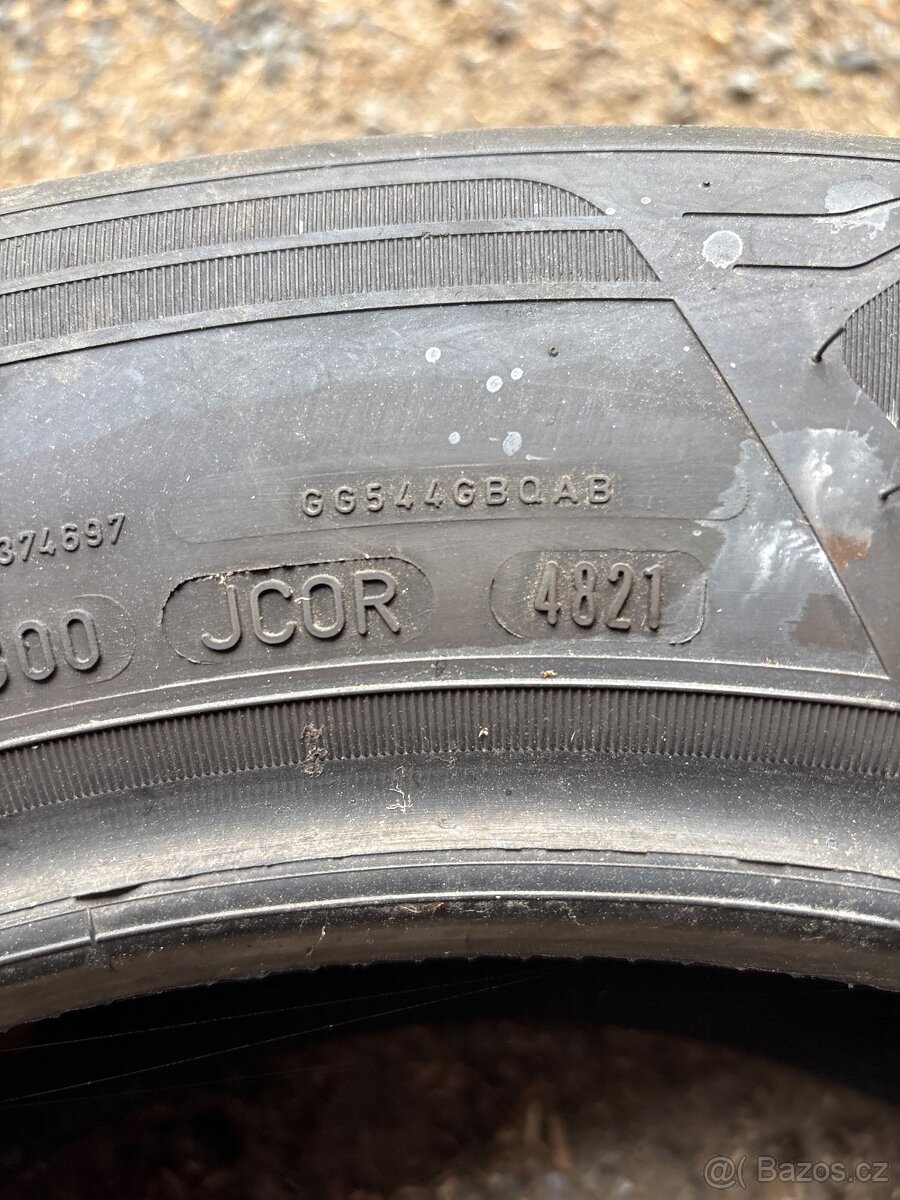 GG544GBQAB
374697
JCOR
4821
@ Bazos.cz